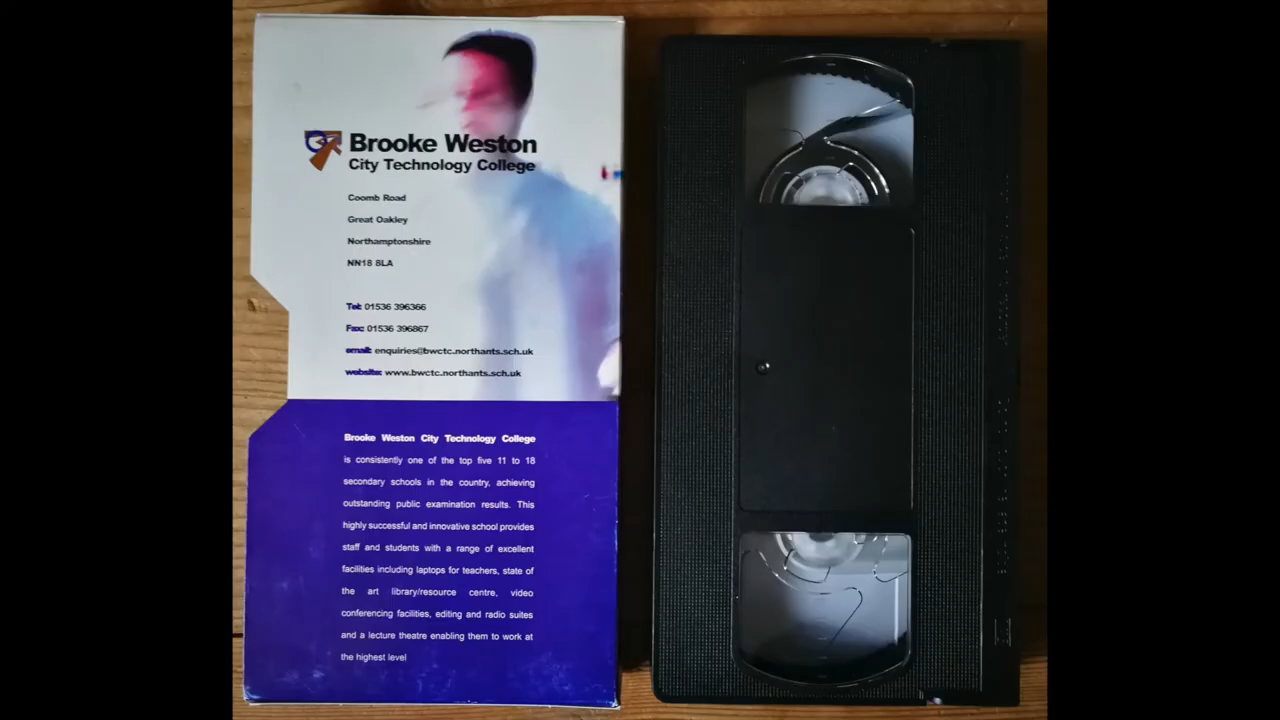 Brooke Weston
City Technology College
Coomb Road
Great Oakley
Northamptonshire
NN18 8LA
Tel: 01536 396366
Fax: 01536 396867
email: enquiries@bwctc.northants.sch.uk
website: www.bwctc.northants.sch.uk
Brooke Weston City Technology College
is consistently one of the top five 11 to 18
secondary schools in the country, achieving
outstanding public examination results. This
highly successful and innovative school provides
staff and students with a range of excellent
facilities including laptops for teachers, state of
the art library/resource centre, video
conferencing facilities, editing and radio suites
and a lecture theatre enabling them to work at
the highest level